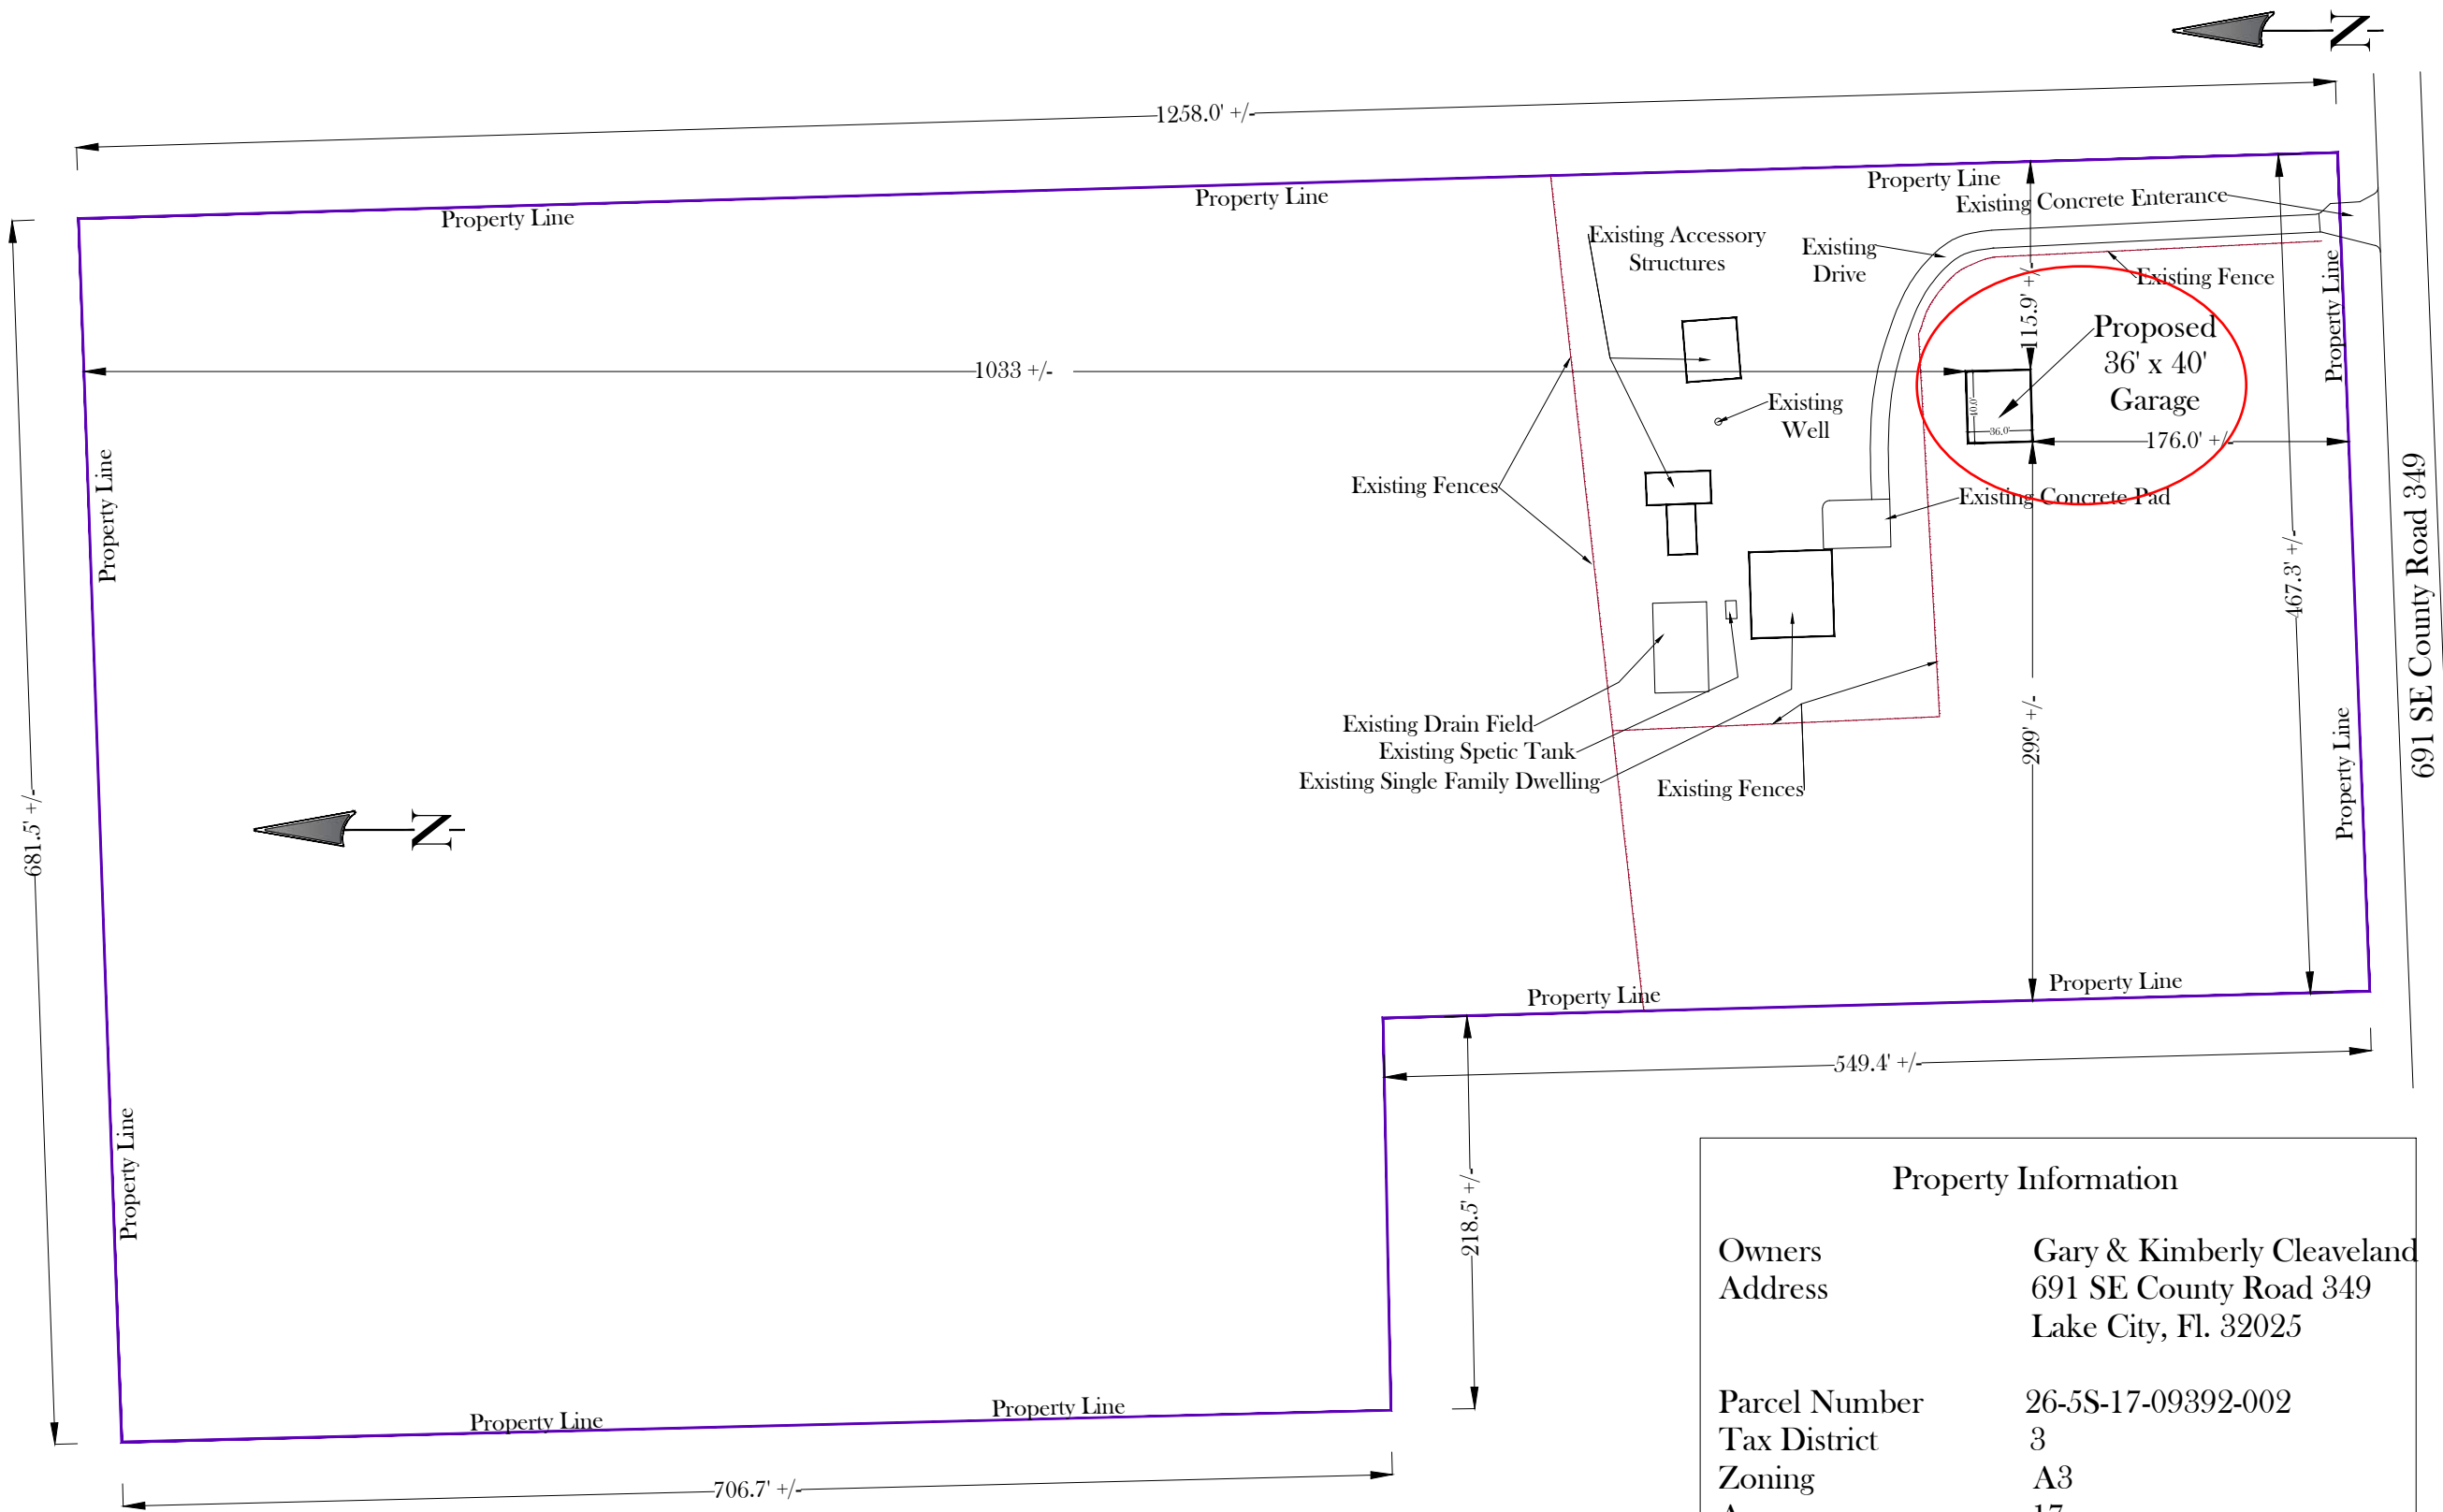 N
1258.0' +/-
Property Line
Property Line
Property Line
Existing Concrete Enterance
Existing Accessory
Structures
Existing
Drive
Existing Fence
115.9' +/-
Property Line
Proposed
36' x 40'
Garage
1033 +/-
40.0'
36.0'
176.0' +/-
Existing
Well
Existing Fences
Existing Concrete Pad
691 SE County Road 349
467.3' +/-
Property Line
Existing Drain Field
Existing Spetic Tank
Existing Single Family Dwelling
Existing Fences
299' +/-
Property Line
681.5' +/-
N
Property Line
Property Line
549.4' +/-
218.5' +/-
Property Line
Property Line
Property Line
706.7' +/-
Property Information
Owners Gary & Kimberly Cleaveland
Address 691 SE County Road 349
Lake City, Fl. 32025
Parcel Number 26-5S-17-09392-002
Tax District 3
Zoning A3
17